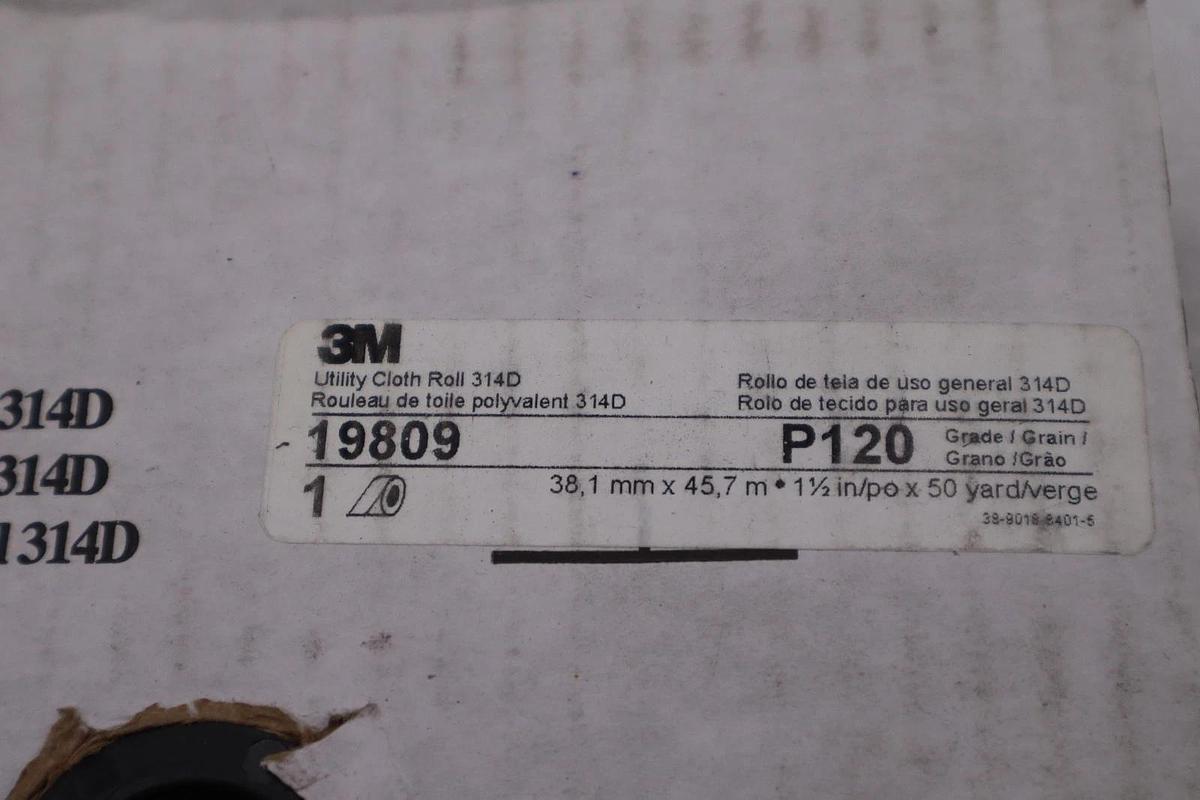 314D
314D
314D
3M
Utility Cloth Roll 314D
Rouleau de toile polyvalent 314D
Rollo de tela de uso general 314D
Rolo de tecido para uso geral 314D
19809
P120
Grade / Grain /
Grano /Grão
1
38,1 mm x 45,7 m • 1½ in/po x 50 yard/verge